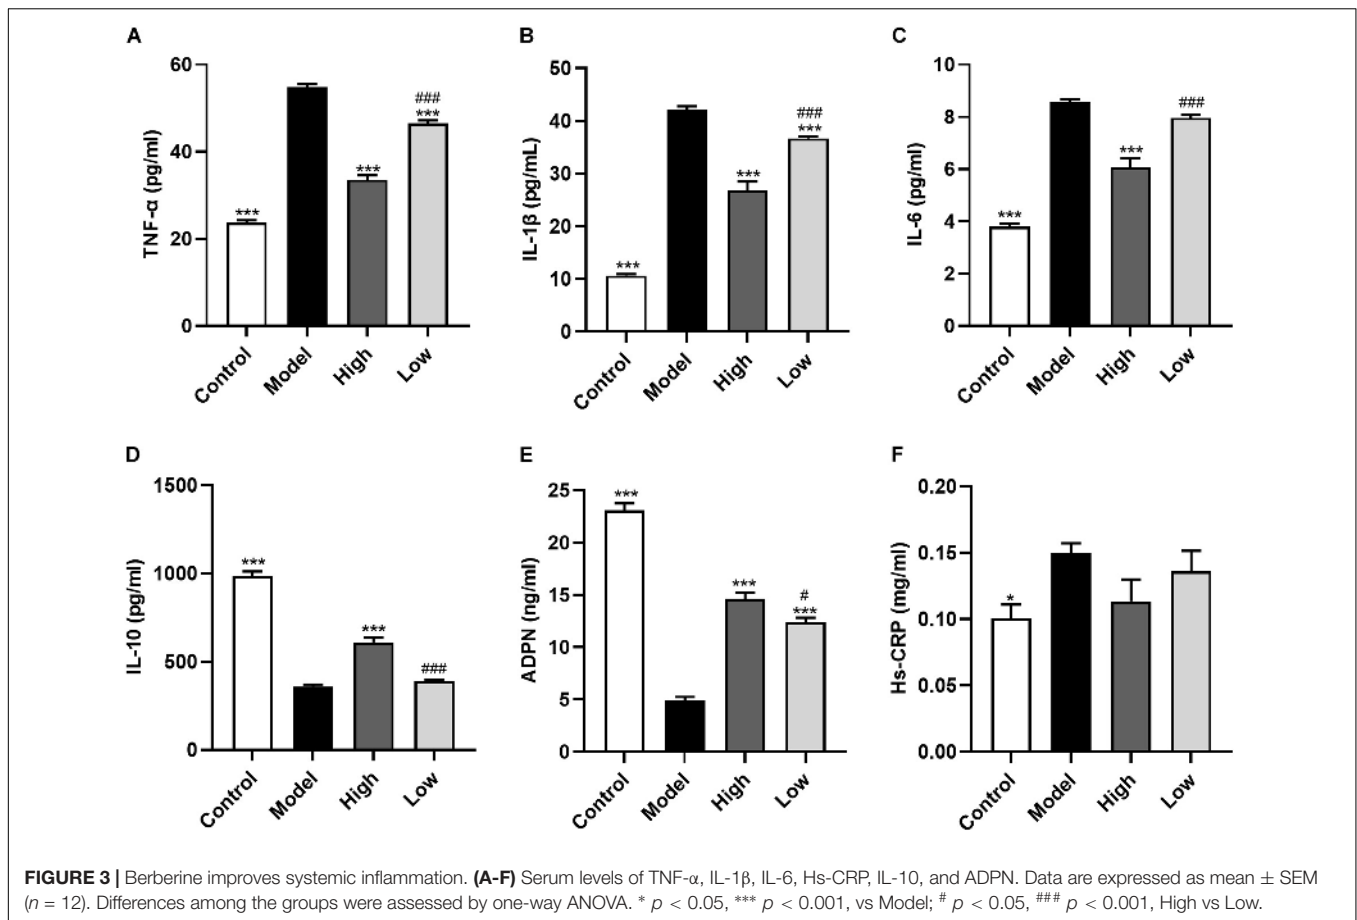 A
TNF-α (pg/ml)
60
40
20
0
***
***
###
***
Control
Model
High
Low
B
IL-1β (pg/mL)
50
40
30
20
10
0
***
***
###
***
Control
Model
High
Low
C
IL-6 (pg/ml)
10
8
6
4
2
0
***
***
###
Control
Model
High
Low
D
IL-10 (pg/ml)
1500
1000
500
0
***
***
###
Control
Model
High
Low
E
ADPN (ng/ml)
25
20
15
10
5
0
***
***
#
***
Control
Model
High
Low
F
Hs-CRP (mg/ml)
0.20
0.15
0.10
0.05
0.00
*
Control
Model
High
Low
FIGURE 3 | Berberine improves systemic inflammation. (A-F) Serum levels of TNF-α, IL-1β, IL-6, Hs-CRP, IL-10, and ADPN. Data are expressed as mean ± SEM
(n = 12). Differences among the groups were assessed by one-way ANOVA. * p < 0.05, *** p < 0.001, vs Model; # p < 0.05, ### p < 0.001, High vs Low.